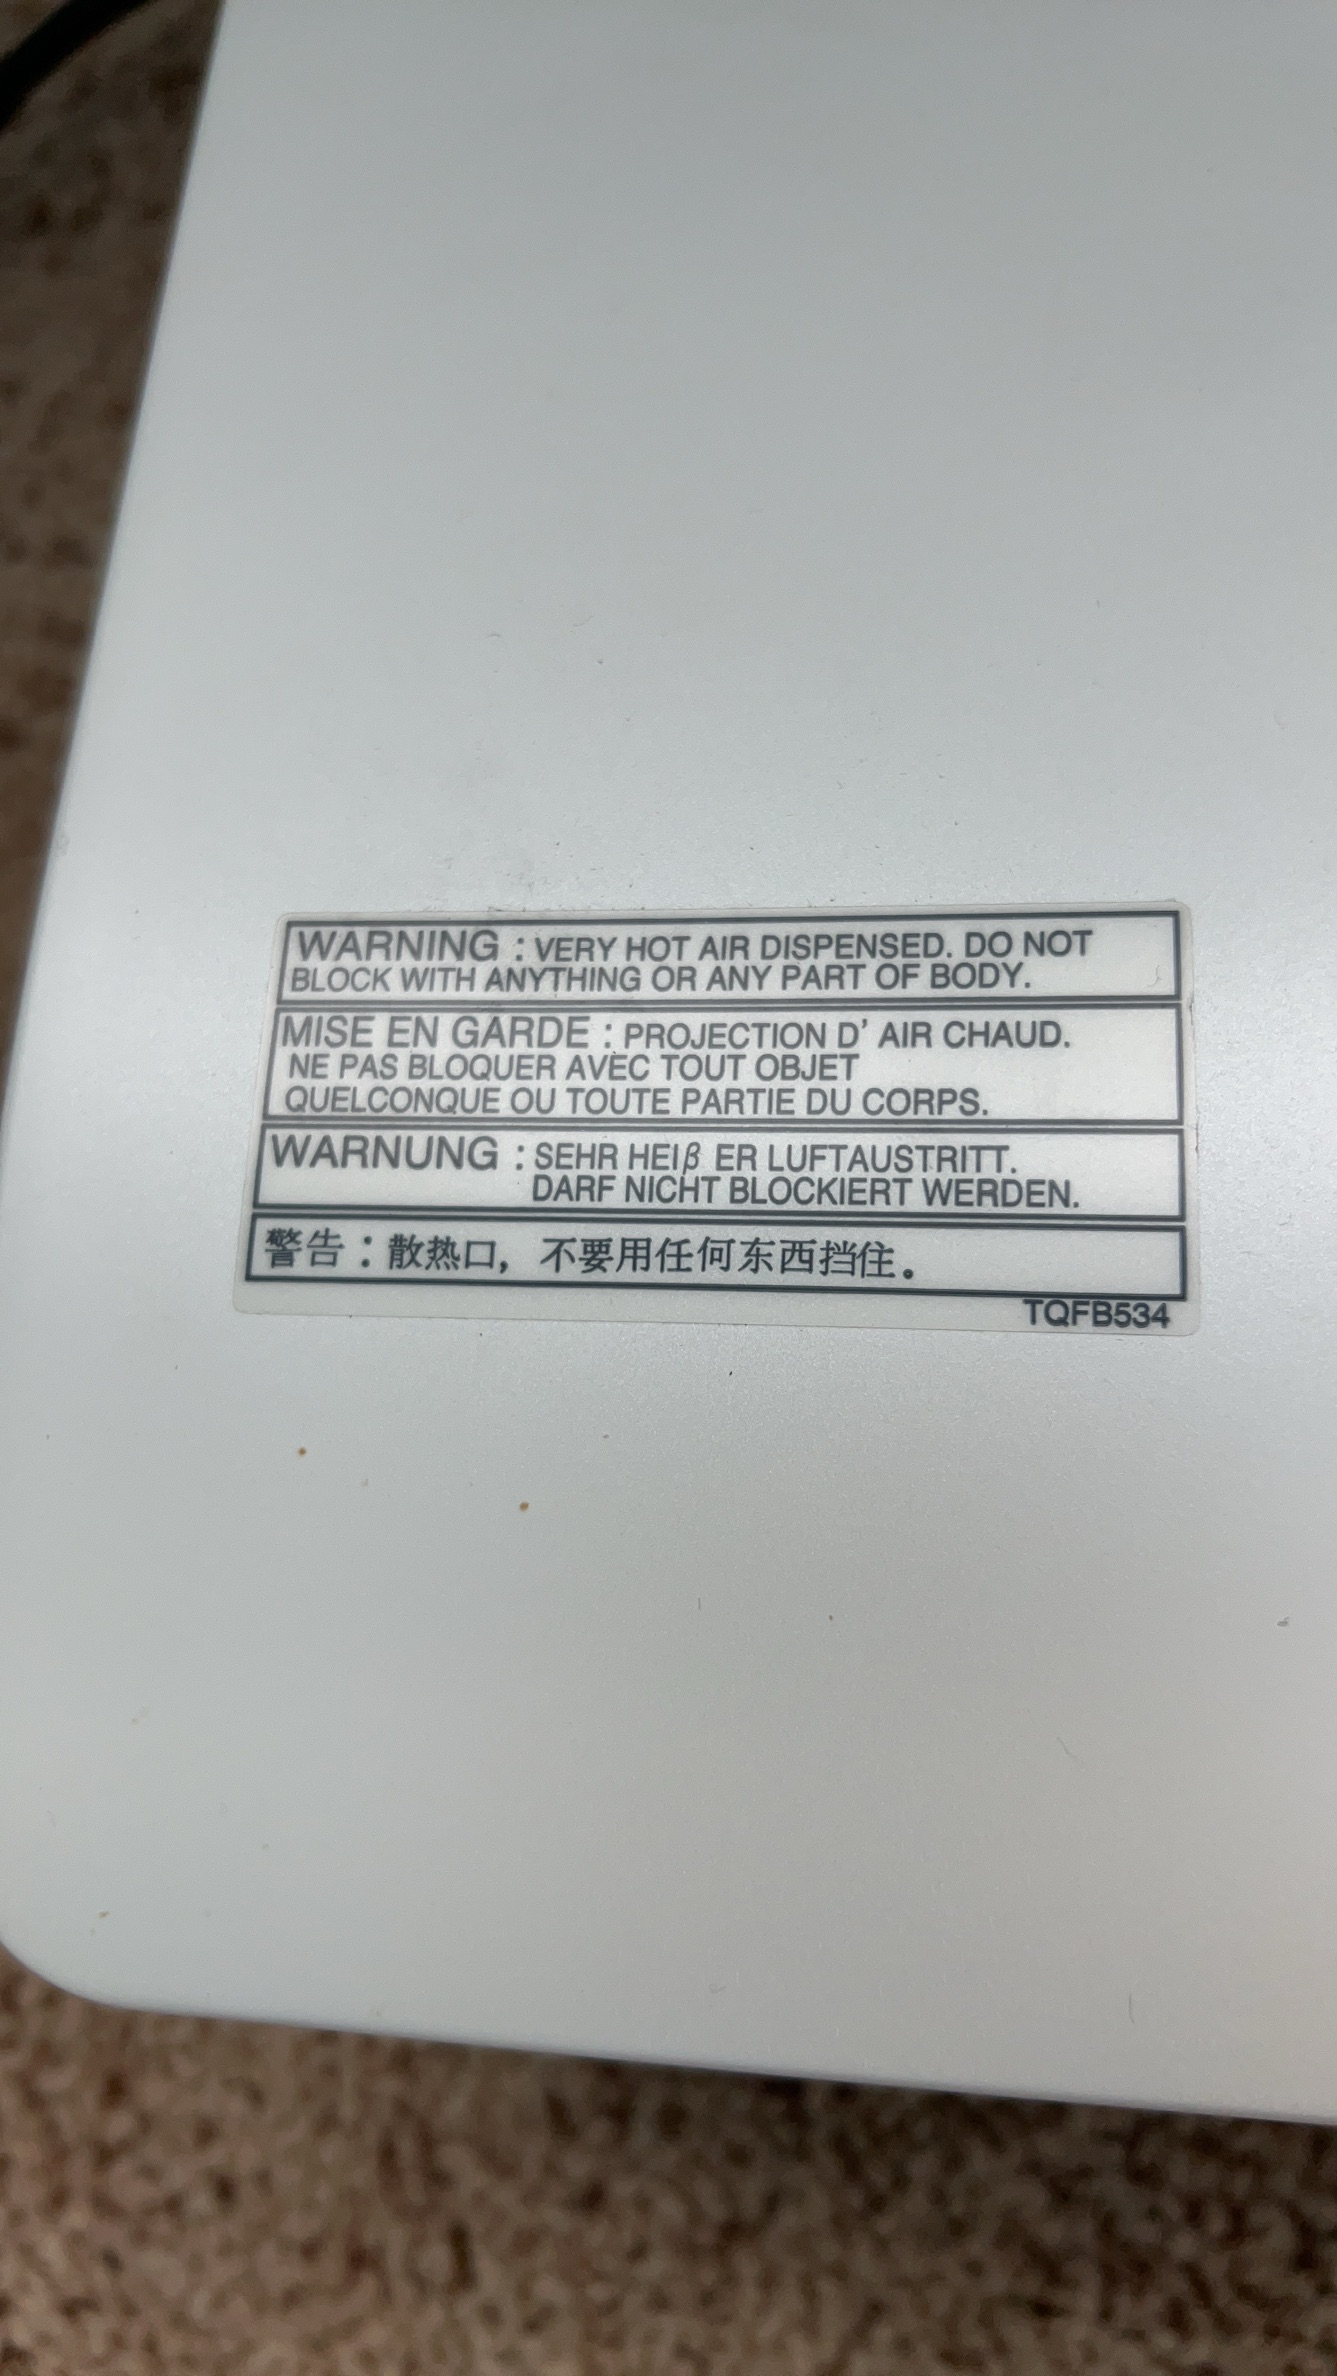 WARNING : VERY HOT AIR DISPENSED. DO NOT
BLOCK WITH ANYTHING OR ANY PART OF BODY.
MISE EN GARDE : PROJECTION D' AIR CHAUD.
NE PAS BLOQUER AVEC TOUT OBJET
QUELCONQUE OU TOUTE PARTIE DU CORPS.
WARNUNG : SEHR HEIβ ER LUFTAUSTRITT.
DARF NICHT BLOCKIERT WERDEN.
警告：散热口，不要用任何东西挡住。
TQFB534